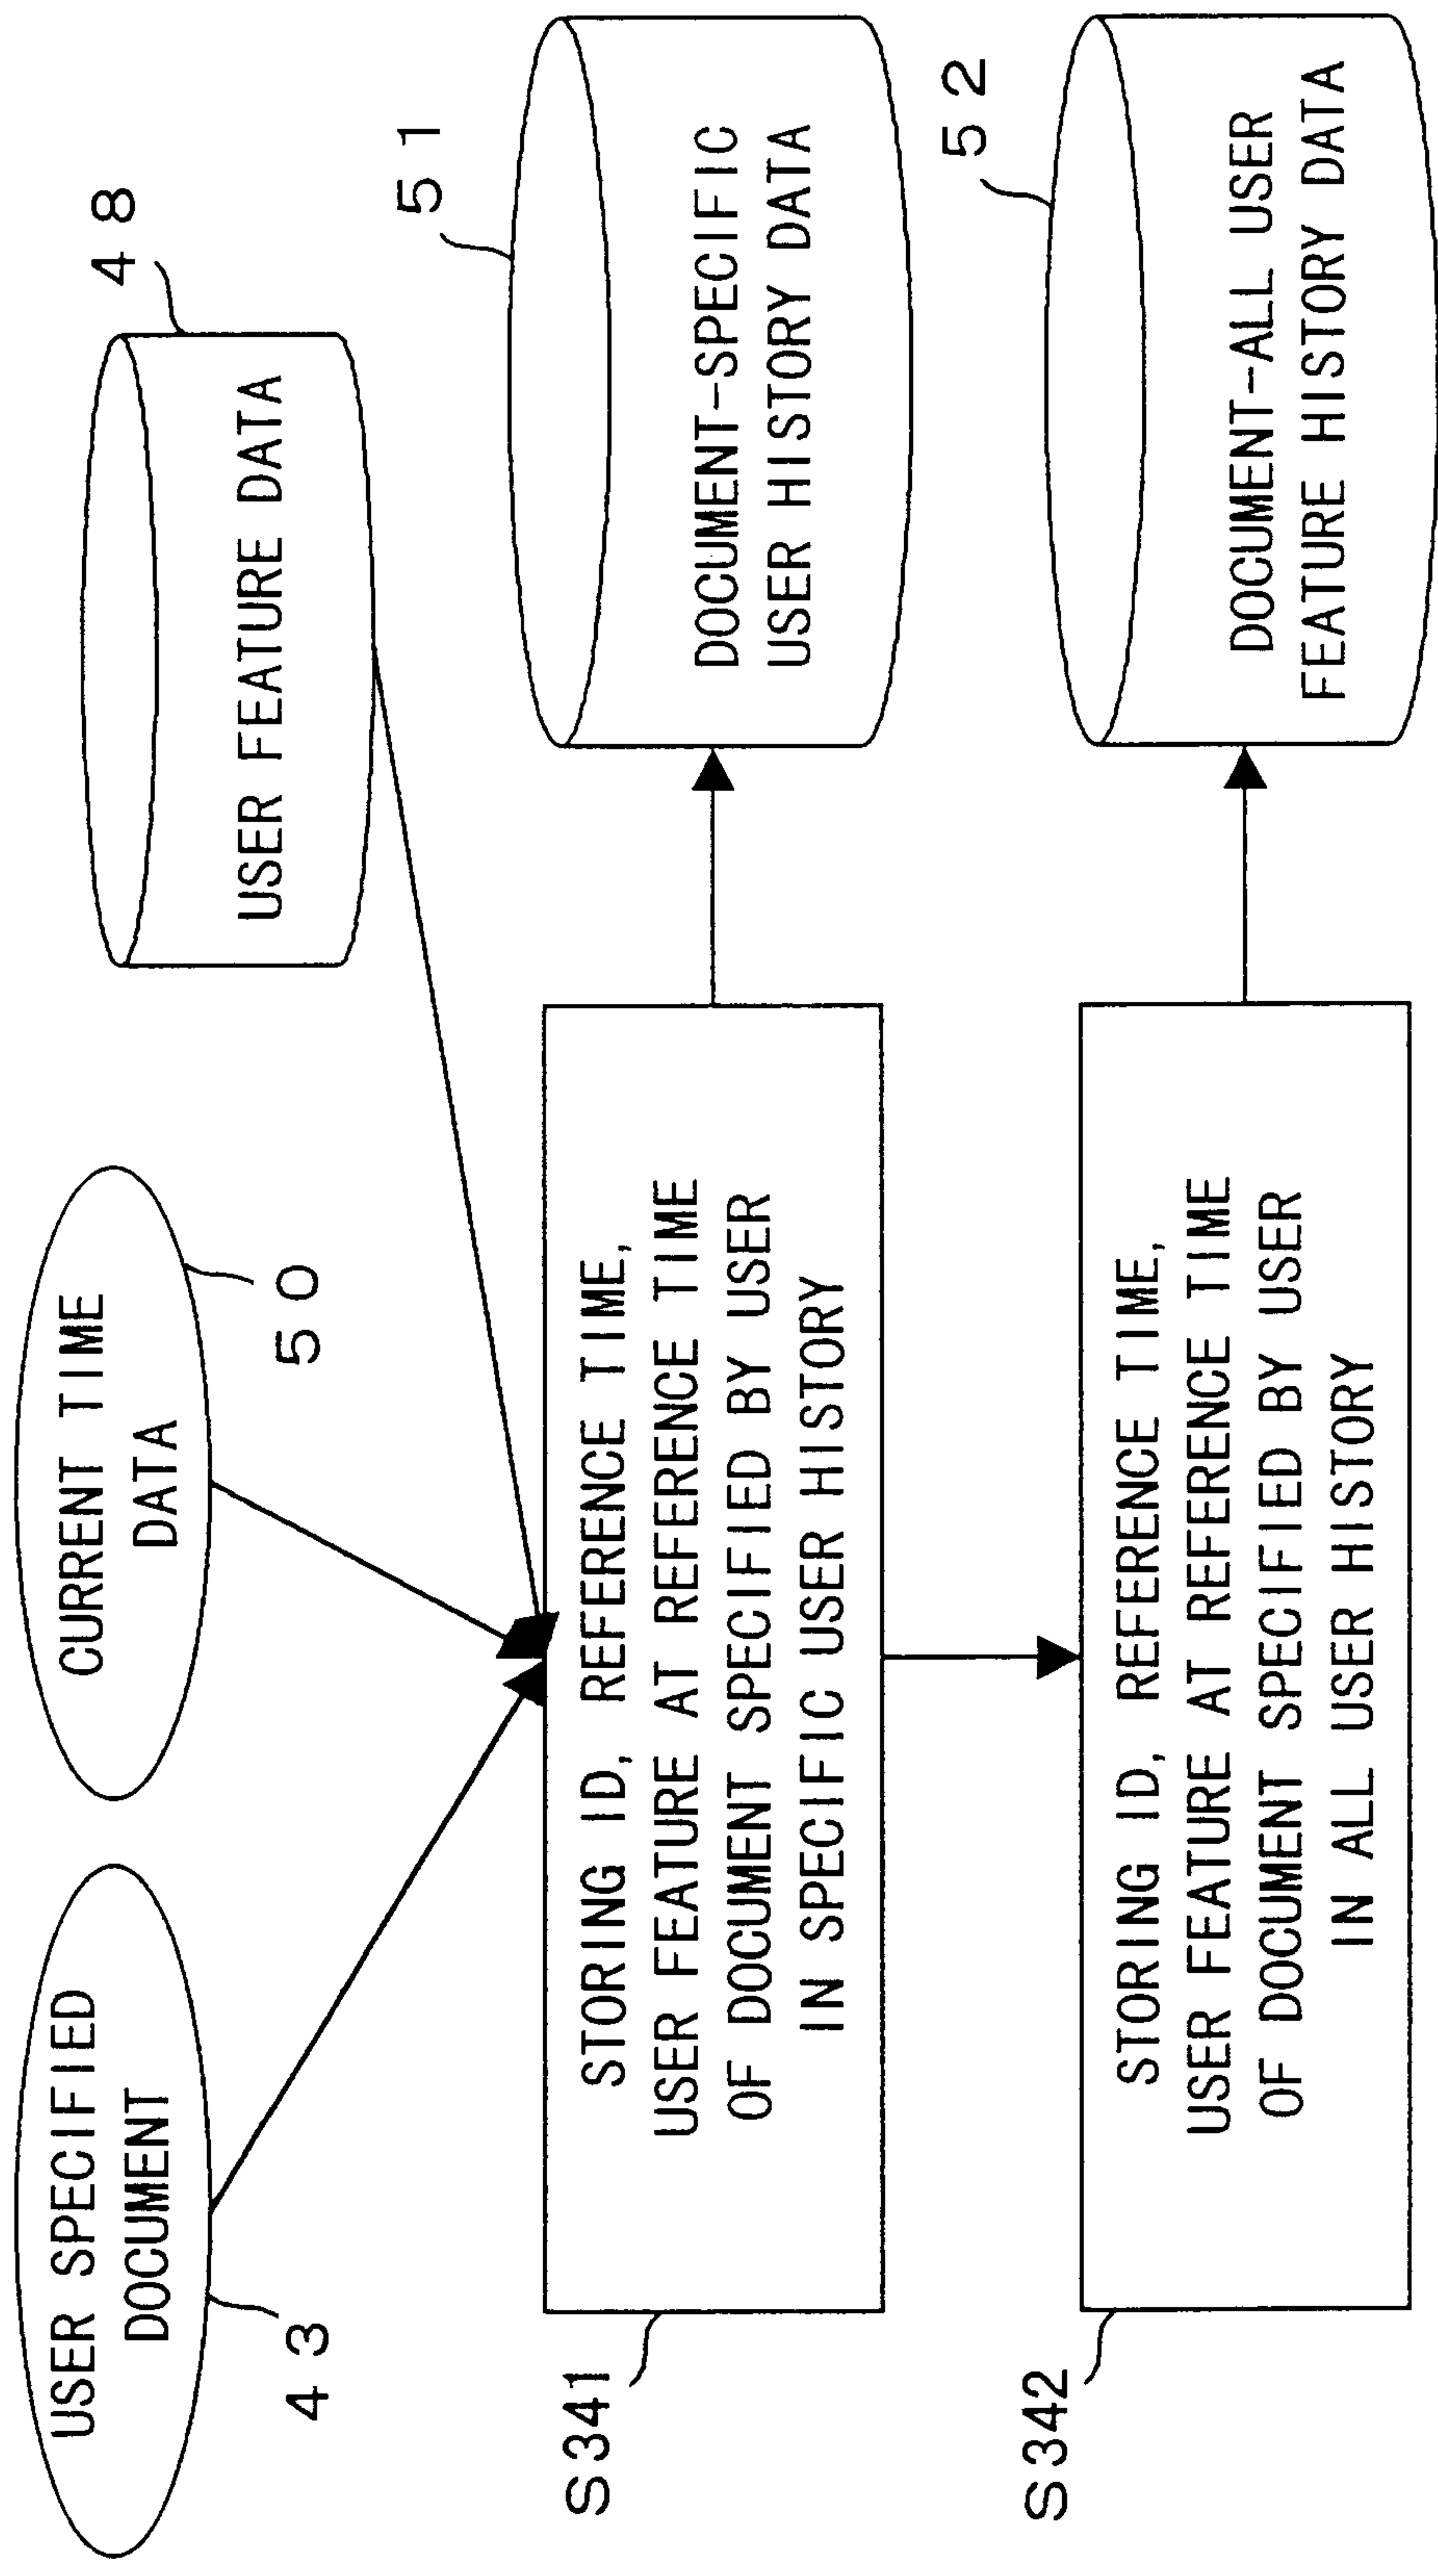 USER SPECIFIED
DOCUMENT
43
CURRENT TIME
DATA
50
USER FEATURE DATA
48
S341
STORING ID, REFERENCE TIME,
USER FEATURE AT REFERENCE TIME
OF DOCUMENT SPECIFIED BY USER
IN SPECIFIC USER HISTORY
51
DOCUMENT-SPECIFIC
USER HISTORY DATA
S342
STORING ID, REFERENCE TIME,
USER FEATURE AT REFERENCE TIME
OF DOCUMENT SPECIFIED BY USER
IN ALL USER HISTORY
52
DOCUMENT-ALL USER
FEATURE HISTORY DATA